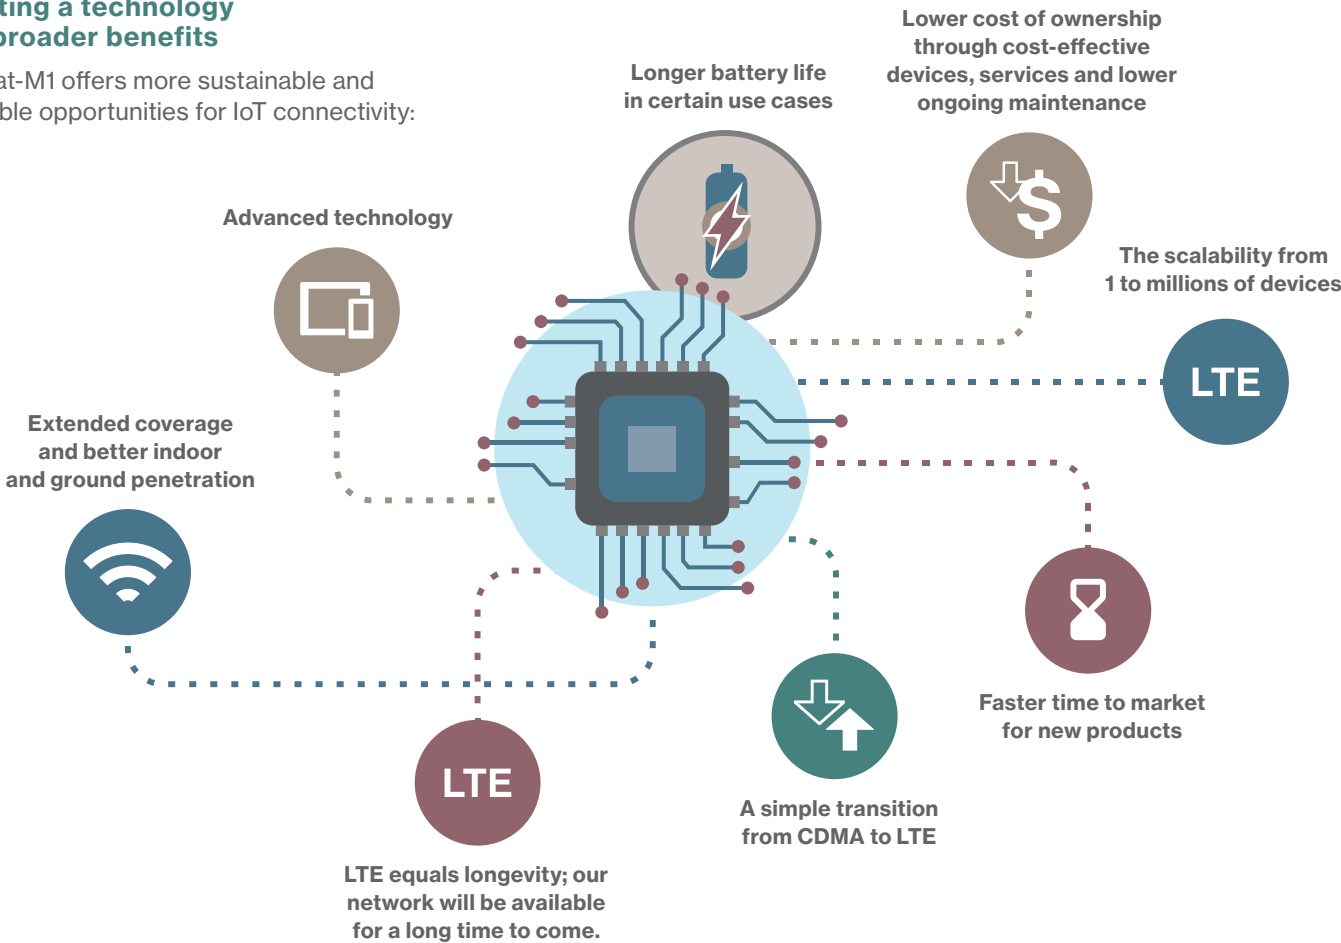 ting a technology
broader benefits
at-M1 offers more sustainable and
ble opportunities for IoT connectivity:
Longer battery life
in certain use cases
Lower cost of ownership
through cost-effective
devices, services and lower
ongoing maintenance
Advanced technology
The scalability from
1 to millions of devices
$
LTE
Extended coverage
and better indoor
and ground penetration
Faster time to market
for new products
LTE
A simple transition
from CDMA to LTE
LTE equals longevity; our
network will be available
for a long time to come.